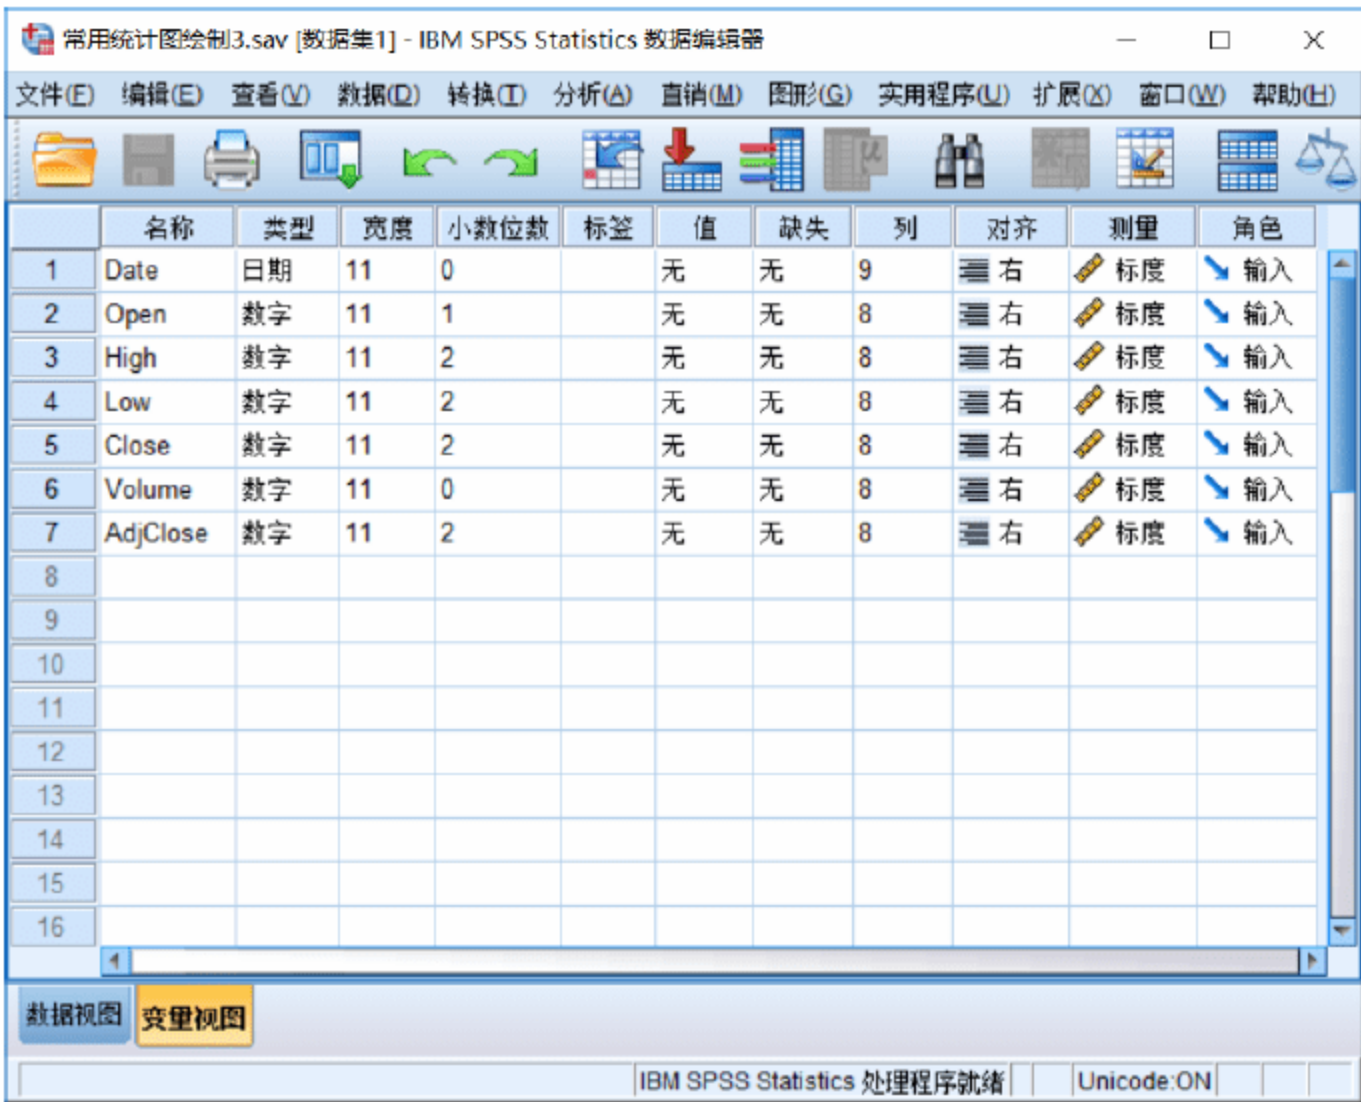 常用统计图绘制3.sav [数据集1] - IBM SPSS Statistics 数据编辑器
文件(F) 编辑(E) 查看(V) 数据(D) 转换(T) 分析(A) 直销(M) 图形(G) 实用程序(U) 扩展(X) 窗口(W) 帮助(H)
名称 类型 宽度 小数位数 标签 值 缺失 列 对齐 测量 角色
1 Date 日期 11 0 无 无 9 右 标度 输入
2 Open 数字 11 1 无 无 8 右 标度 输入
3 High 数字 11 2 无 无 8 右 标度 输入
4 Low 数字 11 2 无 无 8 右 标度 输入
5 Close 数字 11 2 无 无 8 右 标度 输入
6 Volume 数字 11 0 无 无 8 右 标度 输入
7 AdjClose 数字 11 2 无 无 8 右 标度 输入
8
9
10
11
12
13
14
15
16
数据视图 变量视图
IBM SPSS Statistics 处理程序就绪 Unicode:ON